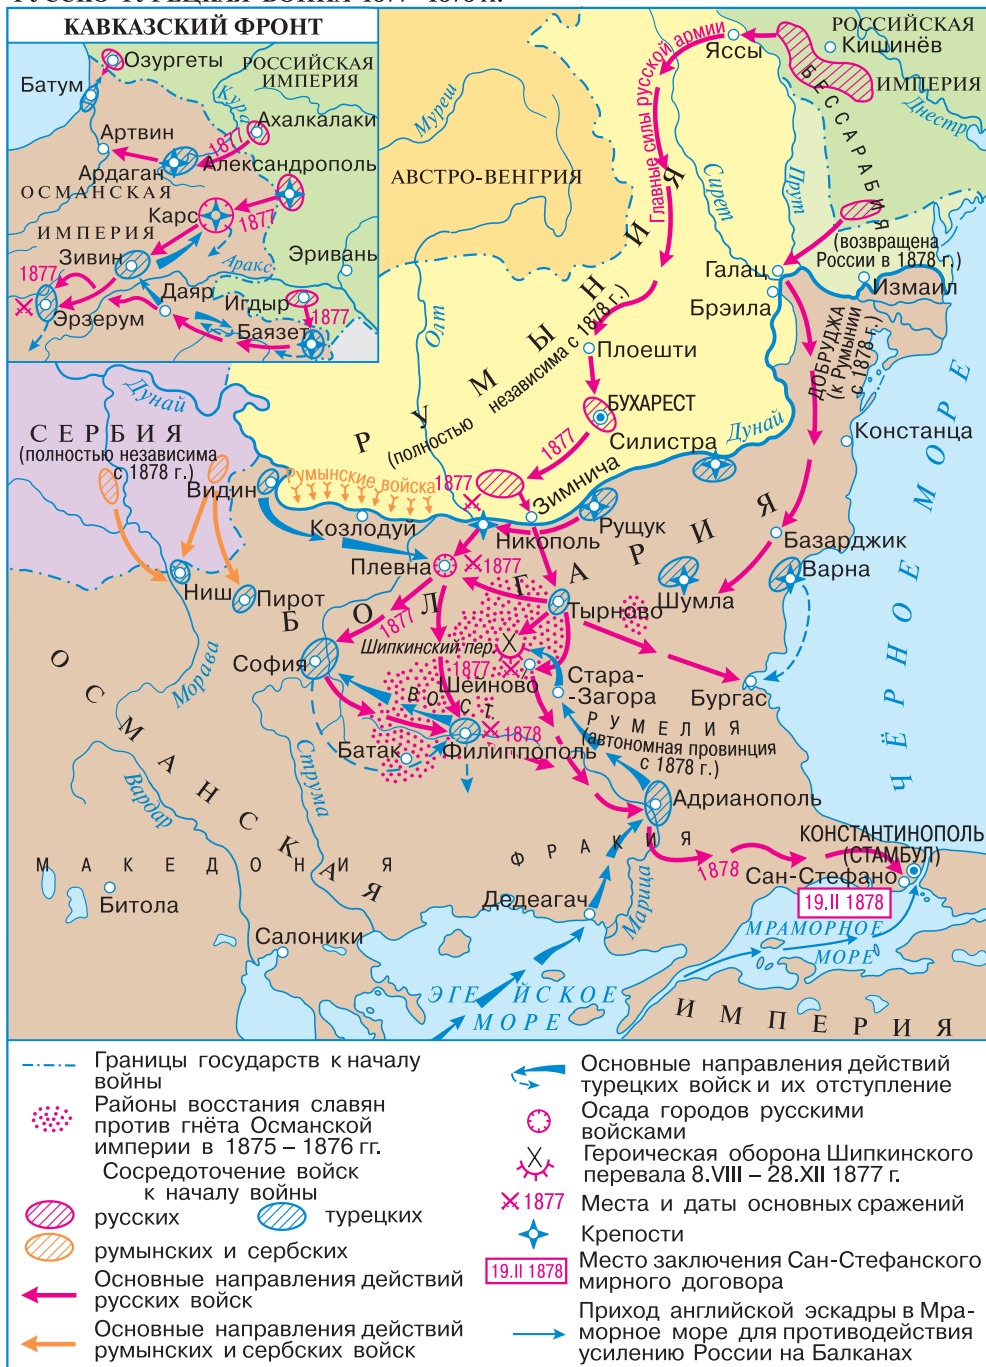 РУССКО-ТУРЕЦКАЯ ВОЙНА 1877–1878 гг.
КАВКАЗСКИЙ ФРОНТ
Озургеты
РОССИЙСКАЯ
ИМПЕРИЯ
Батум
Кура
Ахалкалаки
1877
Артвин
Ардаган
Александрополь
ОСМАНСКАЯ
Карс
1877
ИМПЕРИЯ
Зивин
Аракс
Эривань
1877
Даяр
Игдыр
1877
Эрзерум
Баязет
РОССИЙСКАЯ
Кишинёв
ИМПЕРИЯ
Яссы
БЕССАРАБИЯ
Днестр
(возвращена
России в 1878 г.)
Главные силы русской армии
Муреш
АВСТРО-ВЕНГРИЯ
Сирет
Прут
Галац
Измаил
Брэила
ДОБРУДЖА
(к Румынии
с 1878 г.)
Олт
РУМЫНИЯ
(полностью независима с 1878 г.)
Плоешти
БУХАРЕСТ
1877
Силистра
Дунай
Констанца
ЧЁРНОЕ МОРЕ
Дунай
СЕРБИЯ
(полностью независима
с 1878 г.)
Видин
Румынские войска
1877
Зимнича
Козлодуй
Никополь
Рущук
Базарджик
Варна
Плевна
1877
БОЛГАРИЯ
Ниш
Пирот
Тырново
Шумла
1877
Шипкинский пер.
София
1877
Шейново
Стара-
-Загора
Бургас
Морава
ВОСТ.
РУМЕЛИЯ
(автономная провинция
с 1878 г.)
1878
Батак
Филиппополь
Струма
Вардар
ОСМАНСКАЯ
Адрианополь
ФРАКИЯ
1878
КОНСТАНТИНОПОЛЬ
(СТАМБУЛ)
Сан-Стефано
19.II 1878
МАКЕДОНИЯ
Битола
Дедеагач
Марица
МРАМОРНОЕ
МОРЕ
Салоники
ЭГЕЙСКОЕ
МОРЕ
ИМПЕРИЯ
Границы государств к началу
войны
Районы восстания славян
против гнёта Османской
империи в 1875 – 1876 гг.
Сосредоточение войск
к началу войны
русских
турецких
румынских и сербских
Основные направления действий
русских войск
Основные направления действий
румынских и сербских войск
Основные направления действий
турецких войск и их отступление
Осада городов русскими
войсками
Героическая оборона Шипкинского
перевала 8.VIII – 28.XII 1877 г.
1877 Места и даты основных сражений
Крепости
19.II 1878 Место заключения Сан-Стефанского
мирного договора
Приход английской эскадры в Мра-
морное море для противодействия
усилению России на Балканах